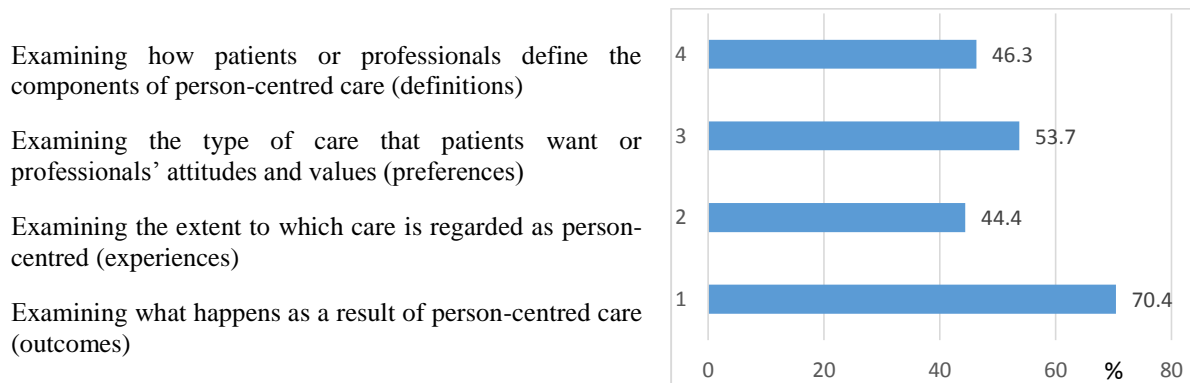 Examining how patients or professionals define the
components of person-centred care (definitions)
Examining the type of care that patients want or
professionals’ attitudes and values (preferences)
Examining the extent to which care is regarded as person-
centred (experiences)
Examining what happens as a result of person-centred care
(outcomes)
4 46.3
3 53.7
2 44.4
1 70.4
0 20 40 60 % 80